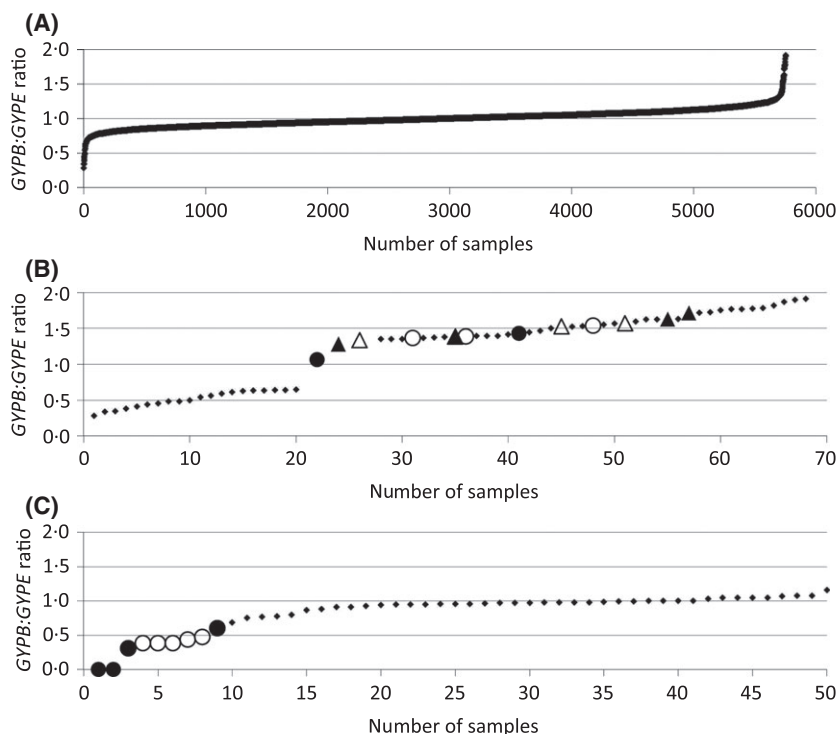 (A)
GYPB:GYPE ratio
2·0
1·5
1·0
0·5
0·0
0 1000 2000 3000 4000 5000 6000
Number of samples
(B)
GYPB:GYPE ratio
2·0
1·5
1·0
0·5
0·0
0 10 20 30 40 50 60 70
Number of samples
(C)
GYPB:GYPE ratio
2·0
1·5
1·0
0·5
0·0
0 5 10 15 20 25 30 35 40 45 50
Number of samples